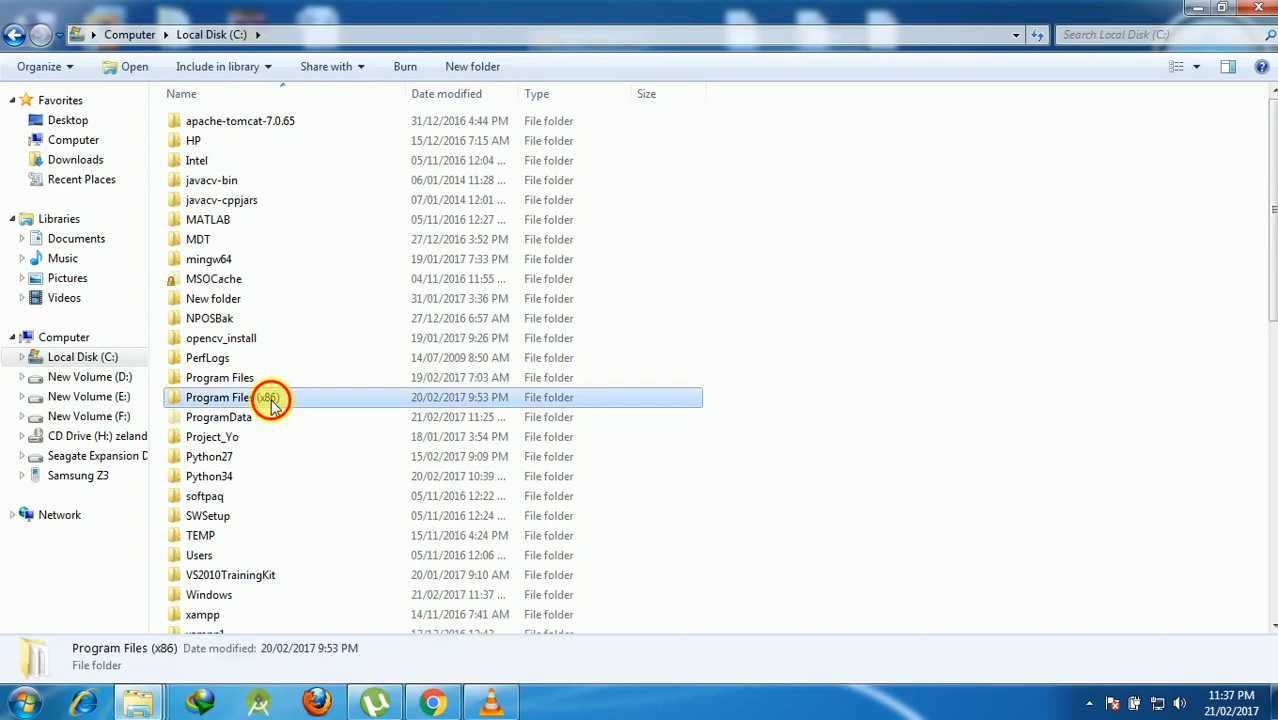 Computer Local Disk (C:) Search Local Disk (C:)
Organize Open Include in library Share with Burn New folder
Name Date modified Type Size
Favorites
Desktop
Computer
Downloads
Recent Places
Libraries
Documents
Music
Pictures
Videos
Computer
Local Disk (C:)
New Volume (D:)
New Volume (E:)
New Volume (F:)
CD Drive (H:) zeland
Seagate Expansion D
Samsung Z3
Network
apache-tomcat-7.0.65 31/12/2016 4:44 PM File folder
HP 15/12/2016 7:15 AM File folder
Intel 05/11/2016 12:04 ... File folder
javacv-bin 06/01/2014 11:28 ... File folder
javacv-cppjars 07/01/2014 12:01 ... File folder
MATLAB 05/11/2016 12:27 ... File folder
MDT 27/12/2016 3:52 PM File folder
mingw64 19/01/2017 7:33 PM File folder
MSOCache 04/11/2016 11:55 ... File folder
New folder 31/01/2017 3:36 PM File folder
NPOSBak 27/12/2016 6:57 AM File folder
opencv_install 19/01/2017 9:26 PM File folder
PerfLogs 14/07/2009 8:50 AM File folder
Program Files 19/02/2017 7:03 AM File folder
Program Files (x86) 20/02/2017 9:53 PM File folder
ProgramData 21/02/2017 11:25 ... File folder
Project_Yo 18/01/2017 3:54 PM File folder
Python27 15/02/2017 9:09 PM File folder
Python34 20/02/2017 10:39 ... File folder
softpaq 05/11/2016 12:22 ... File folder
SWSetup 05/11/2016 12:24 ... File folder
TEMP 15/11/2016 4:24 PM File folder
Users 05/11/2016 12:06 ... File folder
VS2010TrainingKit 20/01/2017 9:10 AM File folder
Windows 21/02/2017 11:37 ... File folder
xampp 14/11/2016 7:41 AM File folder
Program Files (x86) Date modified: 20/02/2017 9:53 PM
File folder
11:37 PM
21/02/2017